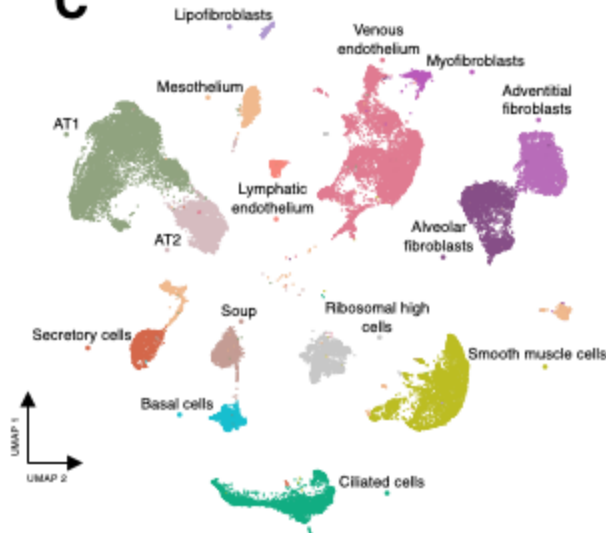 C
Lipofibroblasts
Venous
endothelium
Myofibroblasts
Mesothelium
Adventitial
fibroblasts
AT1
Lymphatic
endothelium
Alveolar
fibroblasts
AT2
Soup
Ribosomal high
cells
Secretory cells
Smooth muscle cells
Basal cells
UMAP 1
UMAP 2
Ciliated cells